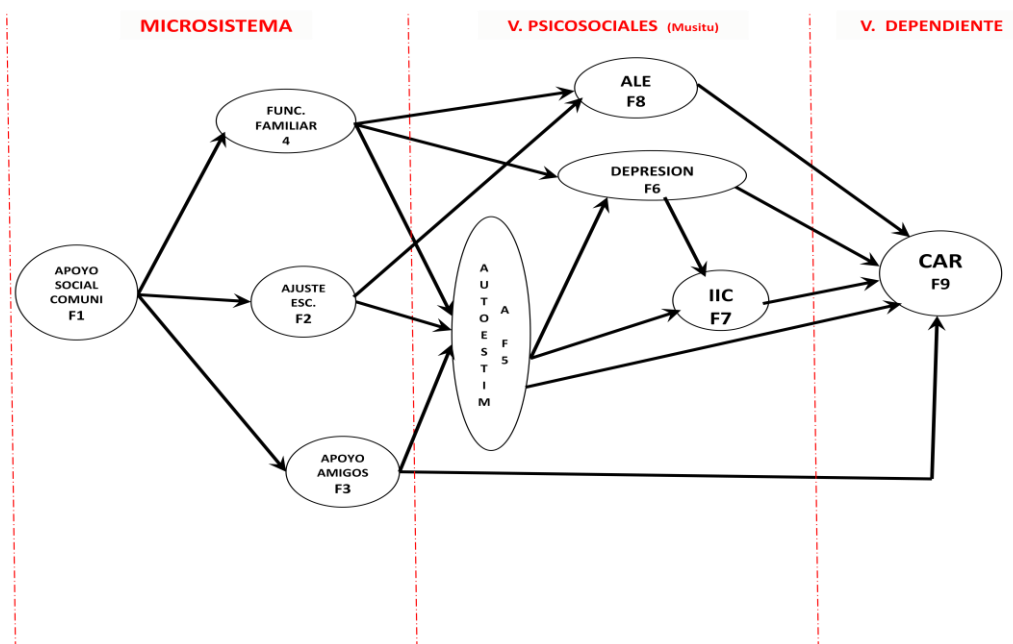 MICROSISTEMA
V. PSICOSOCIALES (Musitu)
V. DEPENDIENTE
FUNC.
FAMILIAR
4
ALE
F8
DEPRESION
F6
APOYO
SOCIAL
COMUNI
F1
AJUSTE
ESC.
F2
AUTOESTIM
A F5
IIC
F7
CAR
F9
APOYO
AMIGOS
F3